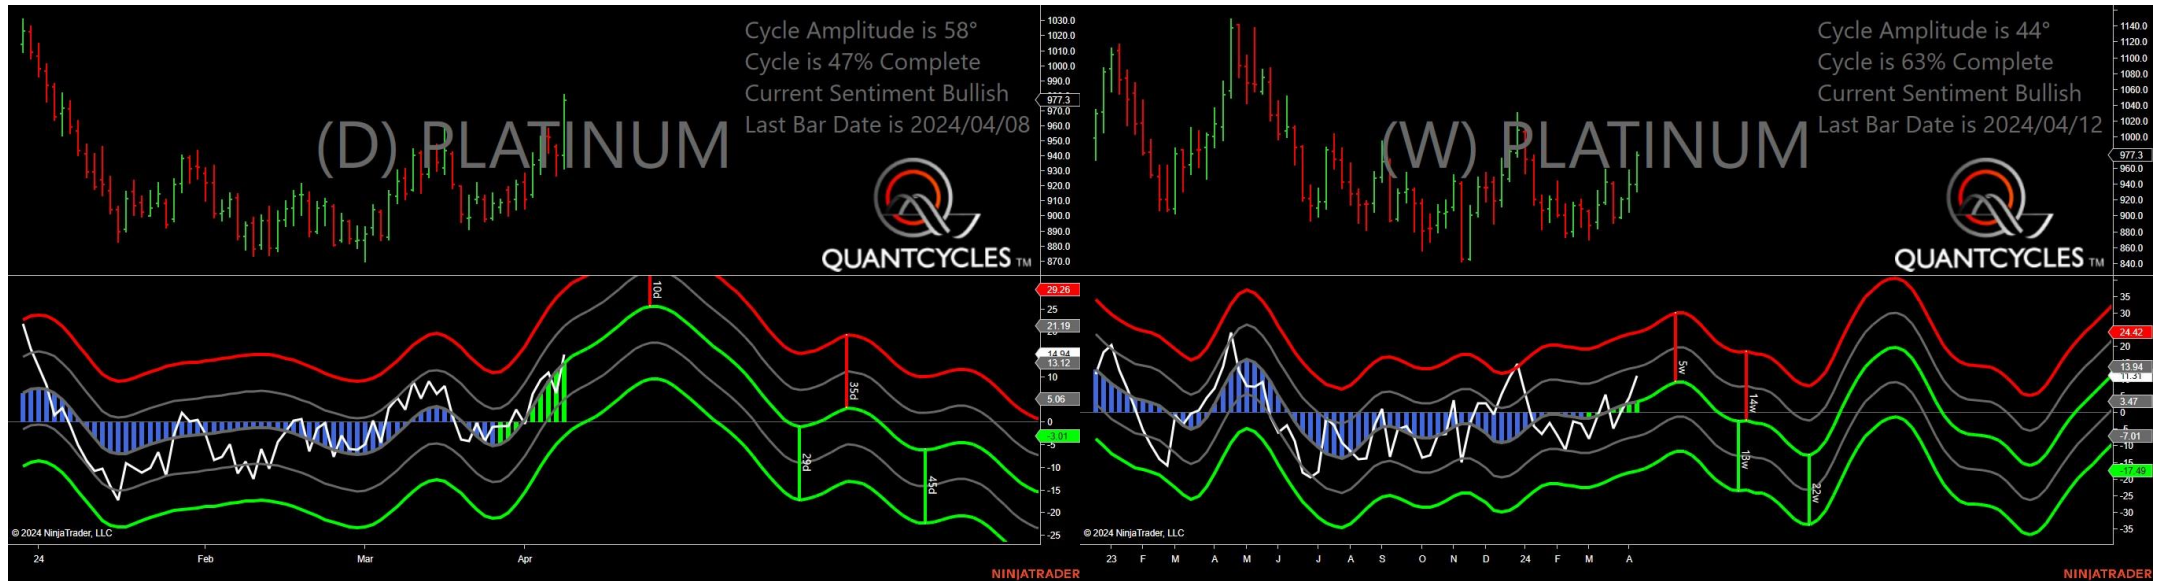 Cycle Amplitude is 58°
Cycle is 47% Complete
Current Sentiment Bullish
Last Bar Date is 2024/04/08
(D) PLATINUM
QUANTCYCLES TM
1030.0
1020.0
1010.0
1000.0
990.0
980.0
977.3
970.0
960.0
950.0
940.0
930.0
920.0
910.0
900.0
890.0
880.0
870.0
10d
35d
29d
45d
29.26
25
21.19
14.94
13.12
10
5.06
0
-3.01
-5
-10
-15
-20
-25
© 2024 NinjaTrader, LLC
24 Feb Mar Apr
NINJATRADER
Cycle Amplitude is 44°
Cycle is 63% Complete
Current Sentiment Bullish
Last Bar Date is 2024/04/12
(W) PLATINUM
QUANTCYCLES TM
1140.0
1120.0
1100.0
1080.0
1060.0
1040.0
1020.0
1000.0
977.3
960.0
940.0
920.0
900.0
880.0
860.0
840.0
5w
14w
22w
35
30
24.42
20
13.94
11.31
3.47
0
-7.01
-10
-17.49
-20
-25
-30
-35
© 2024 NinjaTrader, LLC
23 F M A M J J A S O N D 24 F M A
NINJATRADER